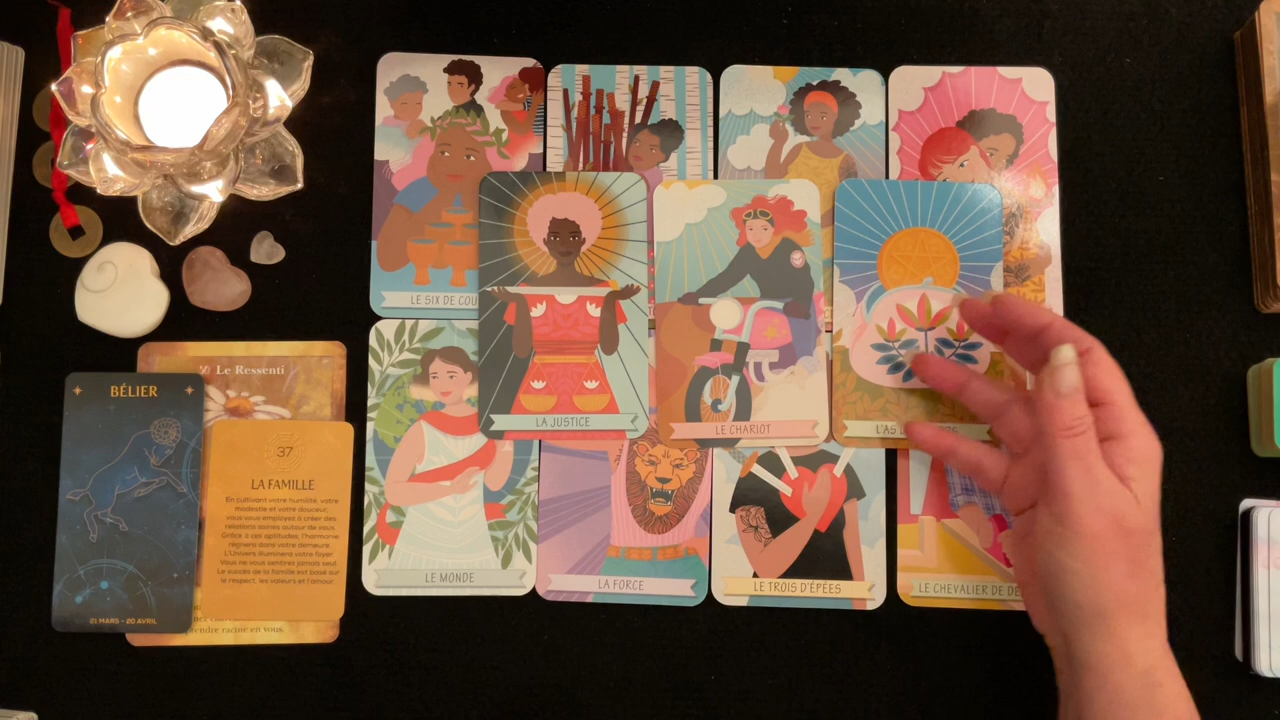 LE SIX DE COU
LA JUSTICE
LE CHARIOT
L'AS
LE MONDE
LA FORCE
LE TROIS D'ÉPÉES
LE CHEVALIER DE DE
Le Ressenti
BÉLIER
21 MARS - 20 AVRIL
37
LA FAMILLE
En cultivant votre humilité, votre
modestie et votre douceur,
vous vous employez à créer des
relations saines autour de vous.
Grâce à ces aptitudes, l'harmonie
règnera dans votre demeure.
L'Univers illuminera votre foyer.
Vous ne vous sentirez jamais seul.
Le succès de la famille est basé sur
le respect, les valeurs et l'amour.
prendre racine en vous.